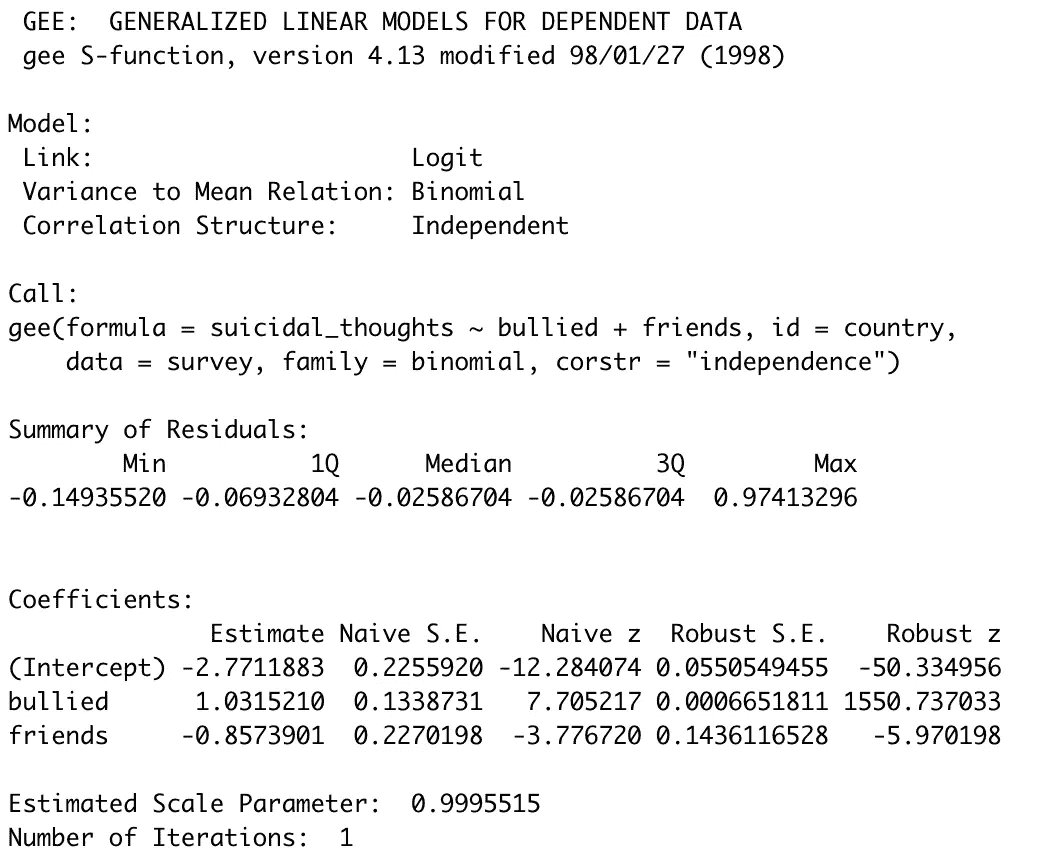 GEE:  GENERALIZED LINEAR MODELS FOR DEPENDENT DATA
gee S-function, version 4.13 modified 98/01/27 (1998)
Model:
Link:                      Logit
Variance to Mean Relation: Binomial
Correlation Structure:     Independent
Call:
gee(formula = suicidal_thoughts ~ bullied + friends, id = country,
data = survey, family = binomial, corstr = "independence")
Summary of Residuals:
Min          1Q      Median          3Q         Max
-0.14935520 -0.06932804 -0.02586704 -0.02586704  0.97413296
Coefficients:
Estimate Naive S.E.    Naive z  Robust S.E.    Robust z
(Intercept) -2.7711883  0.2255920 -12.284074 0.0550549455  -50.334956
bullied      1.0315210  0.1338731   7.705217 0.0006651811 1550.737033
friends     -0.8573901  0.2270198  -3.776720 0.1436116528   -5.970198
Estimated Scale Parameter:  0.9995515
Number of Iterations:  1